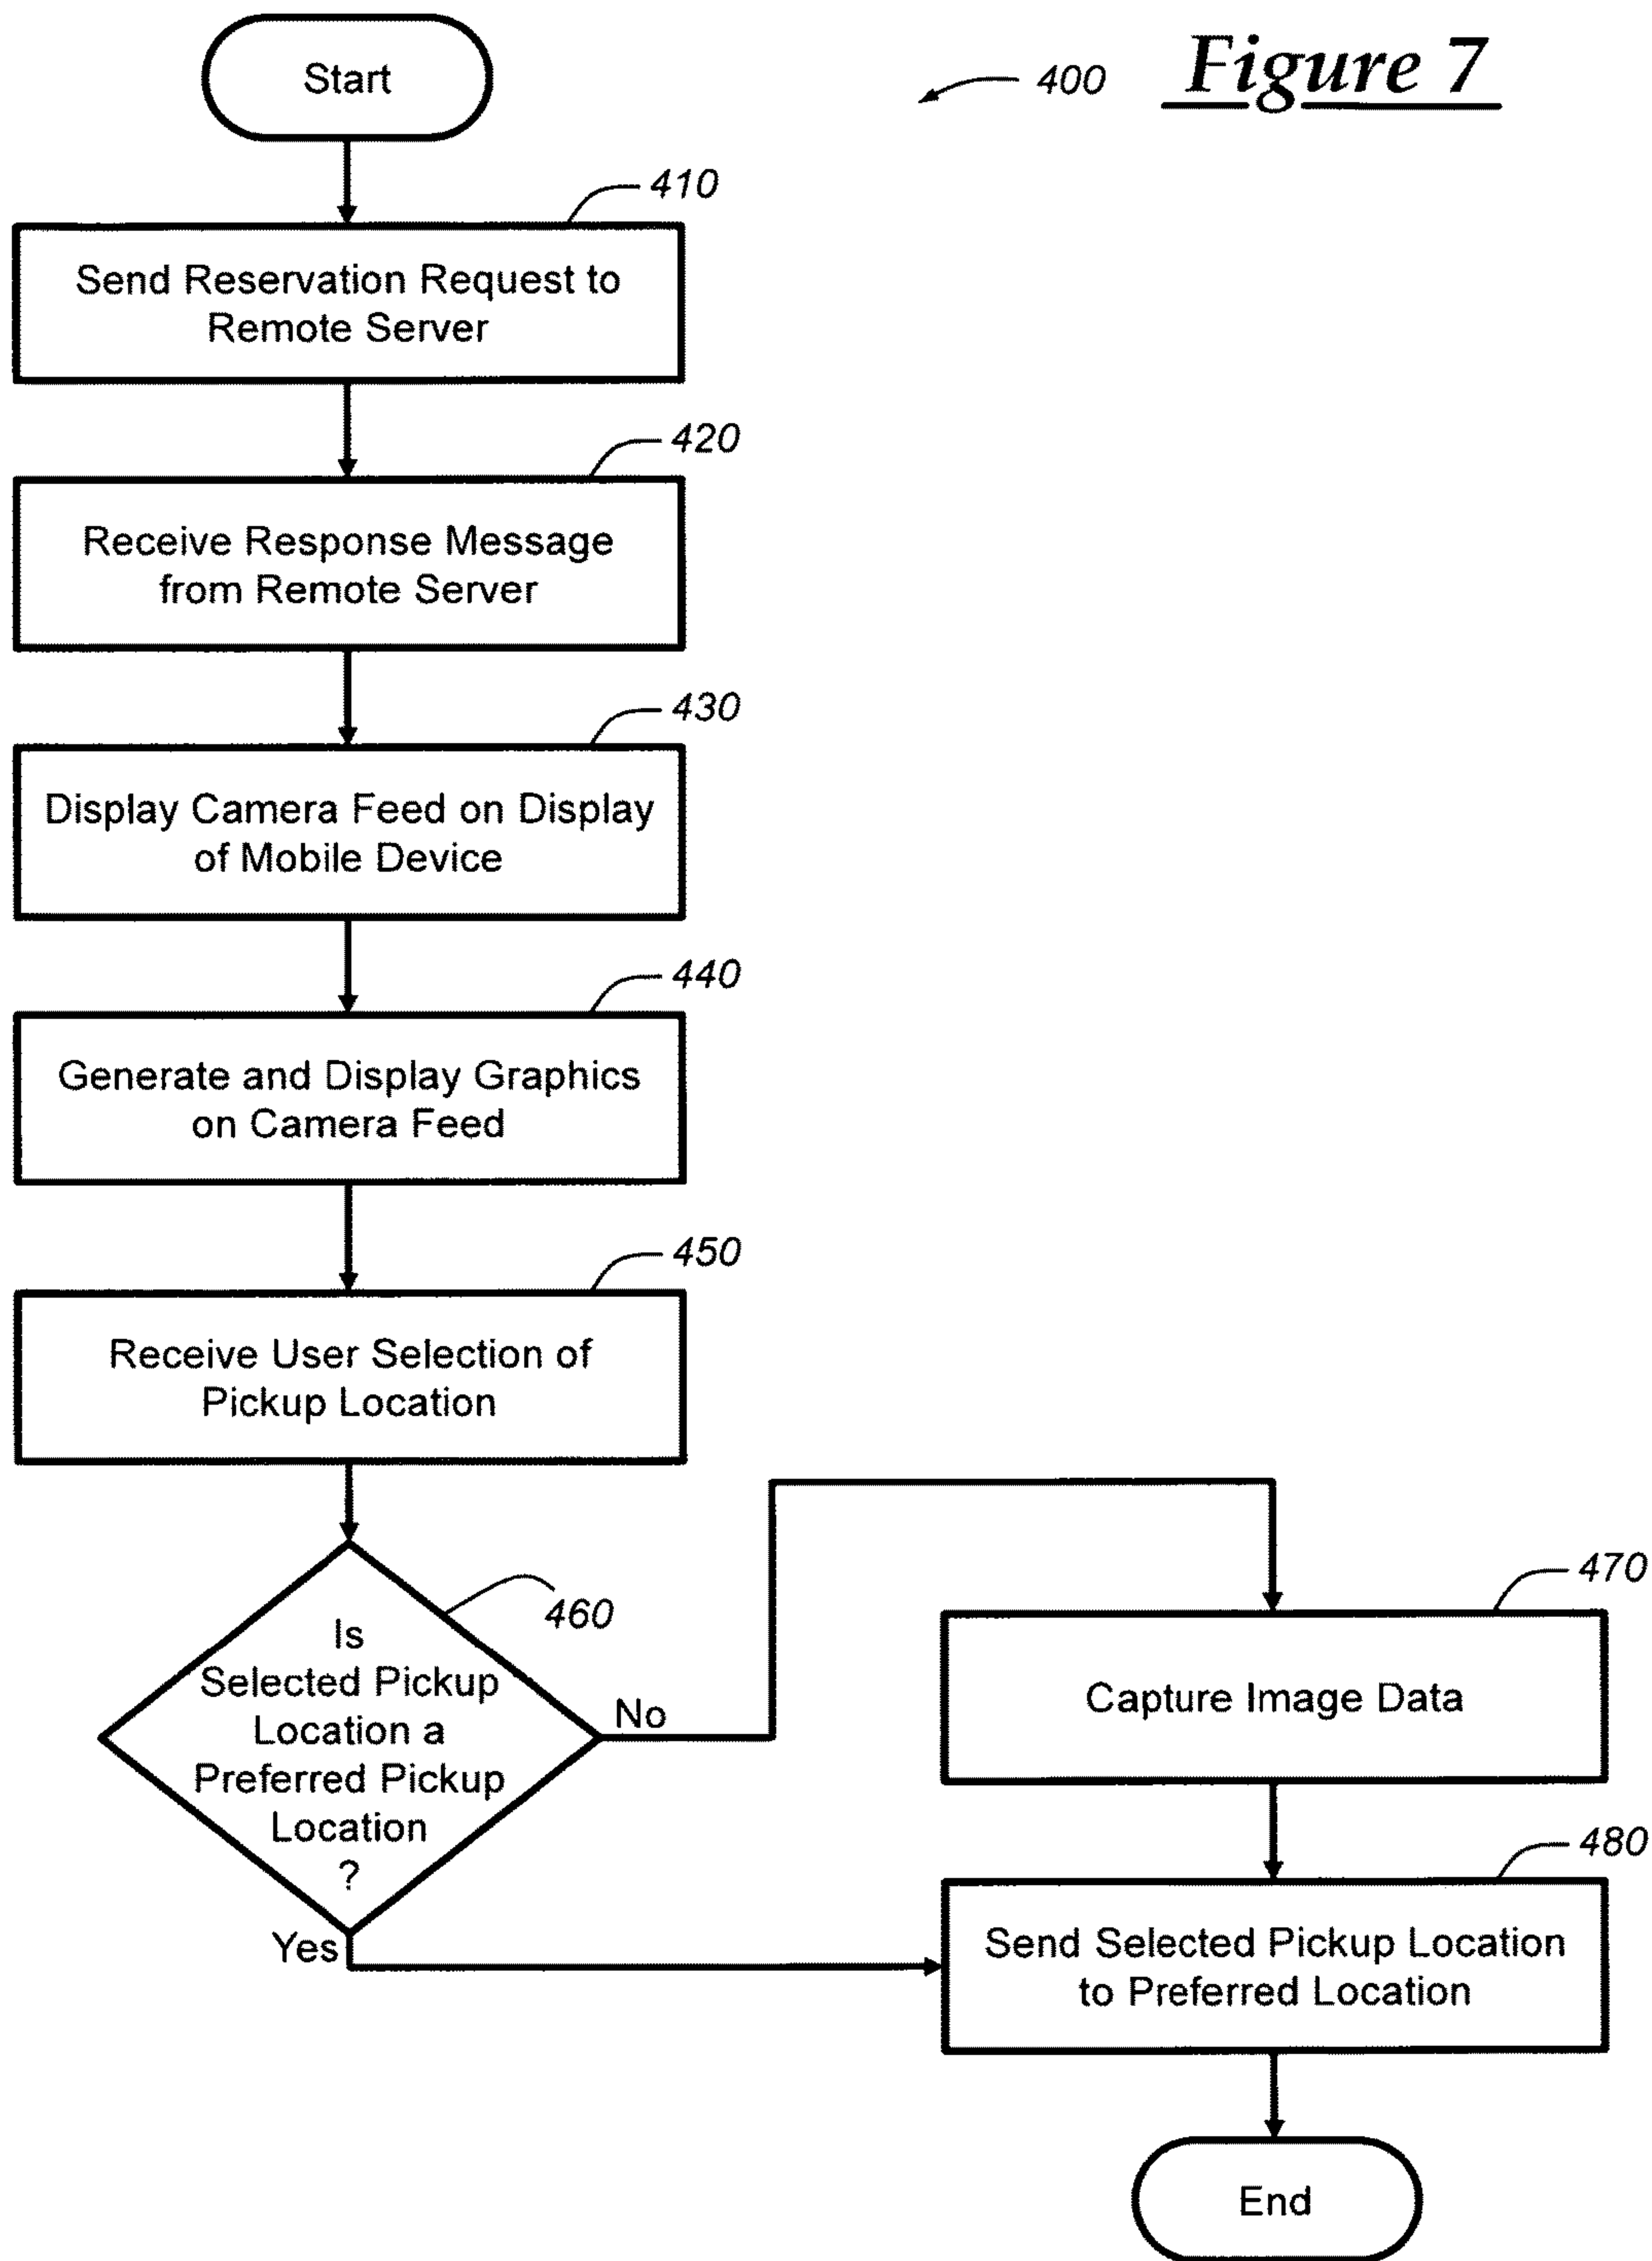 Start
400
Figure 7
410
Send Reservation Request to
Remote Server
420
Receive Response Message
from Remote Server
430
Display Camera Feed on Display
of Mobile Device
440
Generate and Display Graphics
on Camera Feed
450
Receive User Selection of
Pickup Location
460
Is
Selected Pickup
Location a
Preferred Pickup
Location
?
No
Yes
470
Capture Image Data
480
Send Selected Pickup Location
to Preferred Location
End